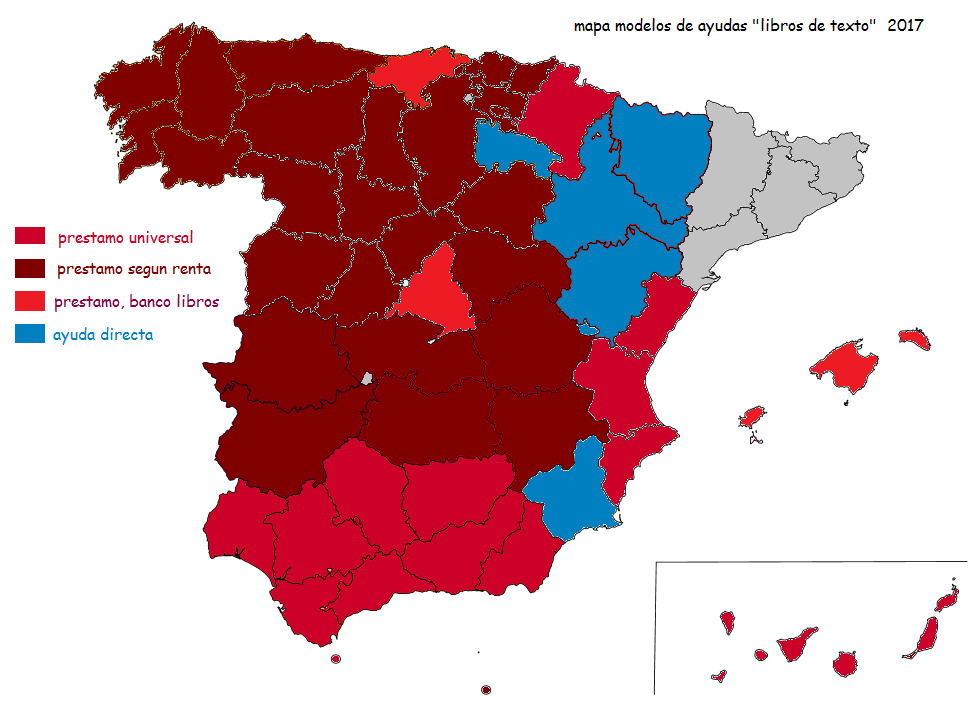 mapa modelos de ayudas "libros de texto" 2017
prestamo universal
prestamo segun renta
prestamo, banco libros
ayuda directa